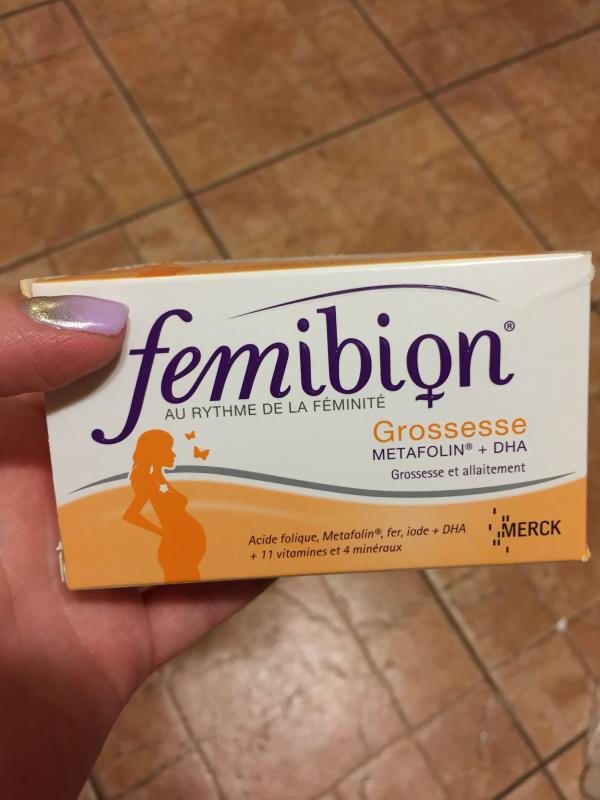 femibion®
AU RYTHME DE LA FÉMINITÉ
Grossesse
METAFOLIN® + DHA
Grossesse et allaitement
Acide folique, Metafolin®, fer, iode + DHA
+ 11 vitamines et 4 minéraux
MERCK